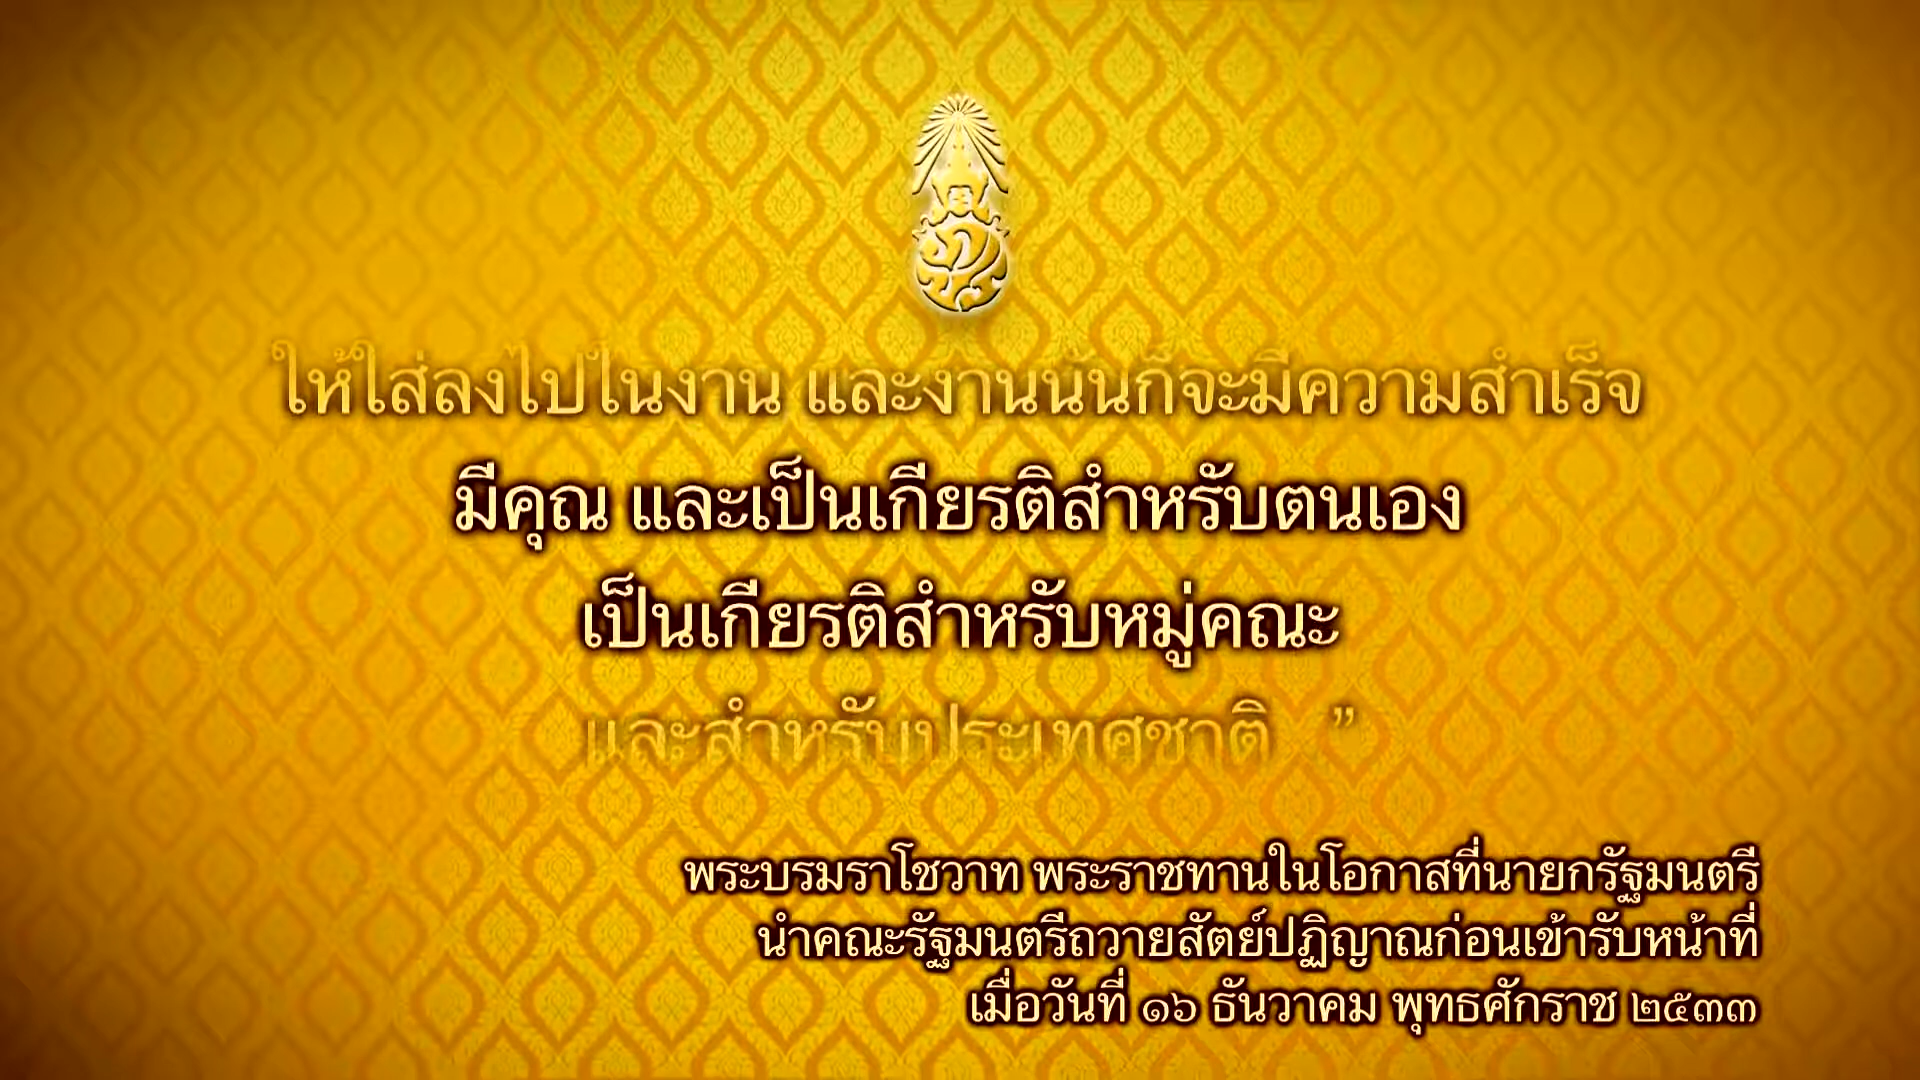 ให้ใส่ลงไปในงาน และงานนั้นก็จะมีความสำเร็จ
มีคุณ และเป็นเกียรติสำหรับตนเอง
เป็นเกียรติสำหรับหมู่คณะ
และสำหรับประเทศชาติ ”
พระบรมราโชวาท พระราชทานในโอกาสที่นายกรัฐมนตรี
นำคณะรัฐมนตรีถวายสัตย์ปฏิญาณก่อนเข้ารับหน้าที่
เมื่อวันที่ ๑๖ ธันวาคม พุทธศักราช ๒๕๓๓